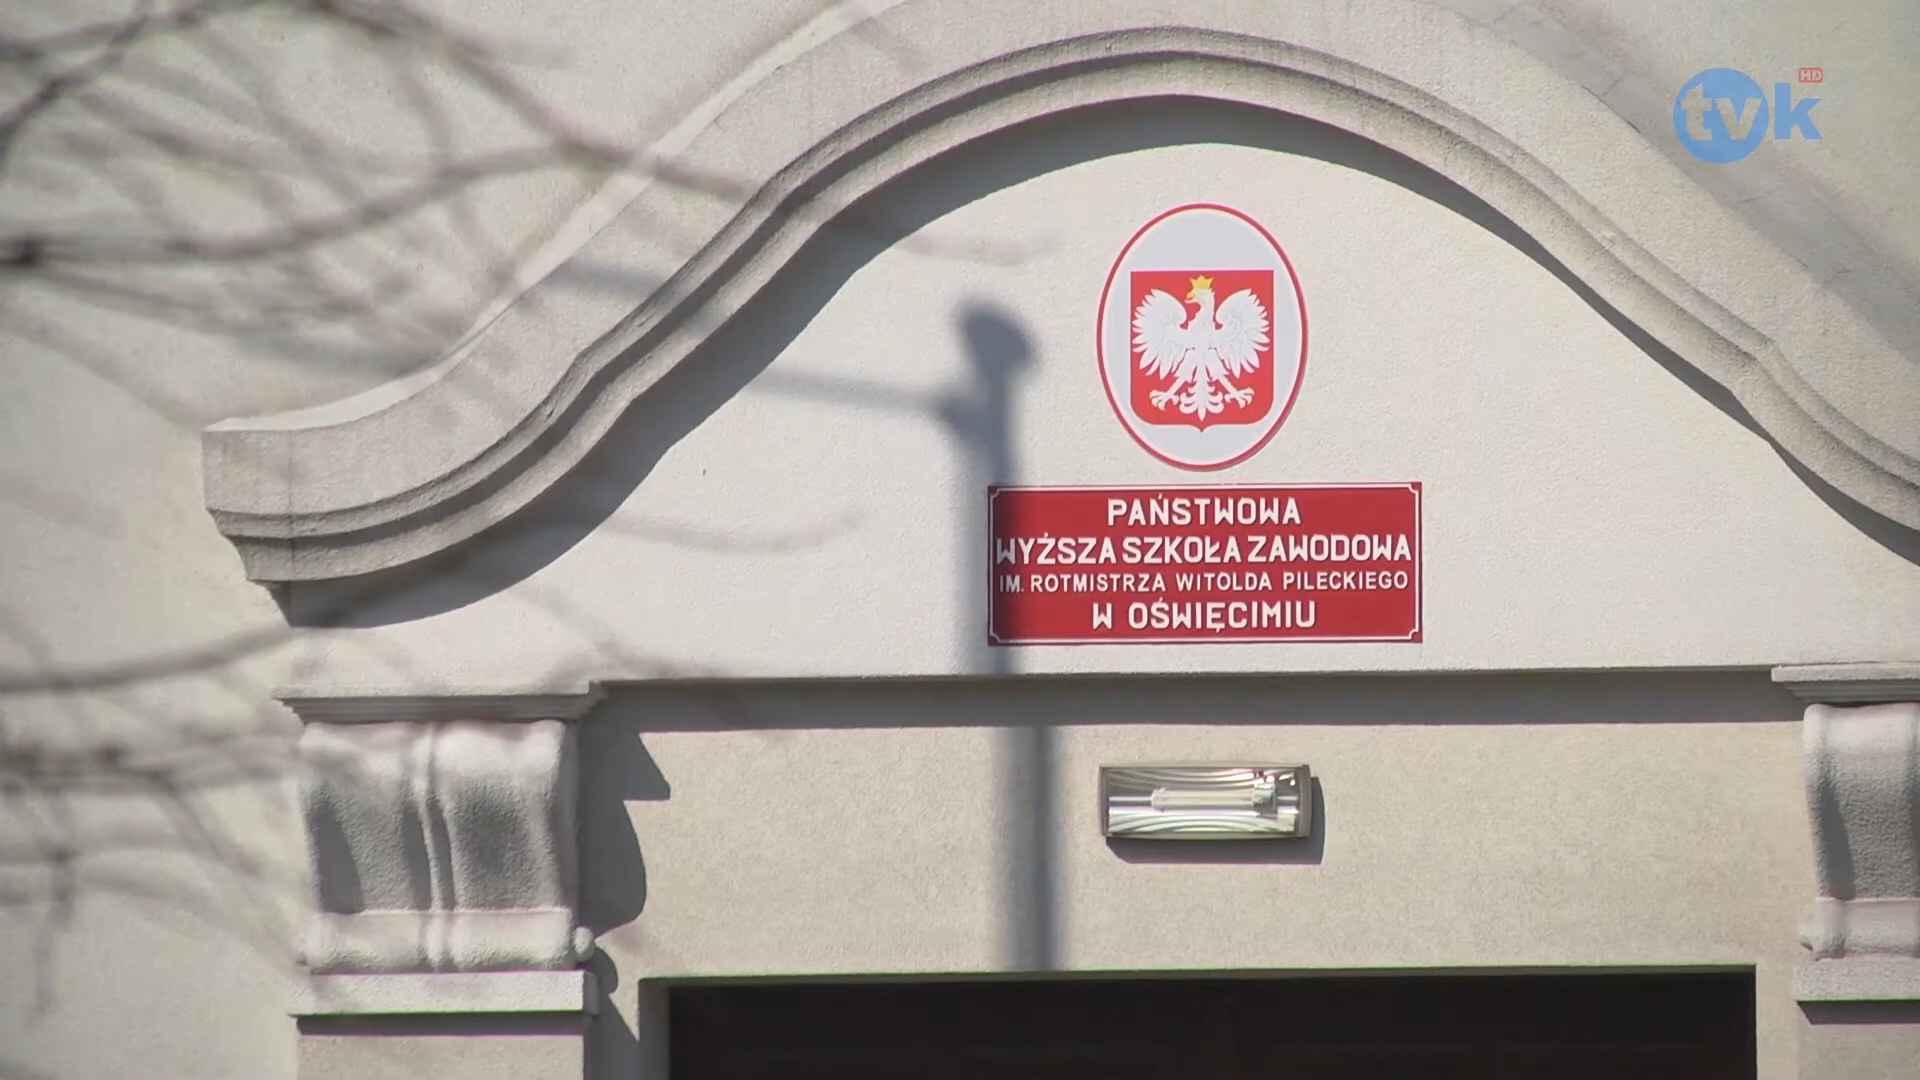 tvk HD
PAŃSTWOWA
WYŻSZA SZKOŁA ZAWODOWA
IM. ROTMISTRZA WITOLDA PILECKIEGO
W OŚWIĘCIMIU